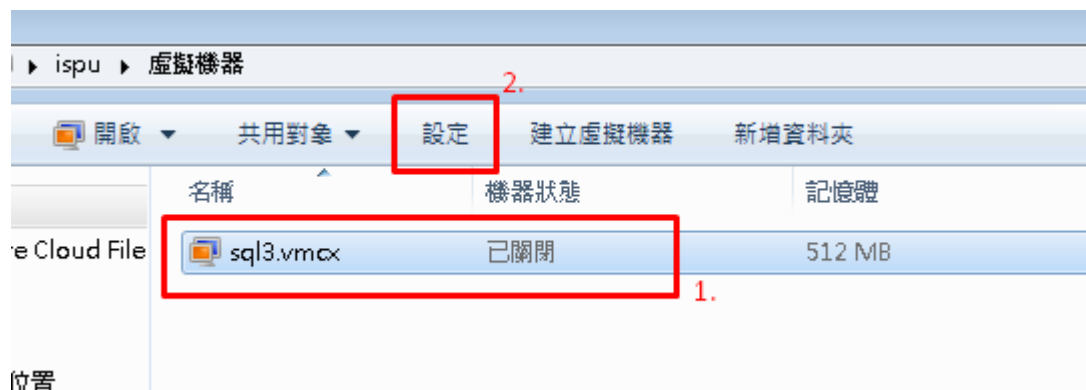 ispu ▸ 虛擬機器
2.
開啟 共用對象 設定 建立虛擬機器 新增資料夾
名稱 機器狀態 記憶體
e Cloud File sql3.vmcx 已關閉 512 MB
1.
位置